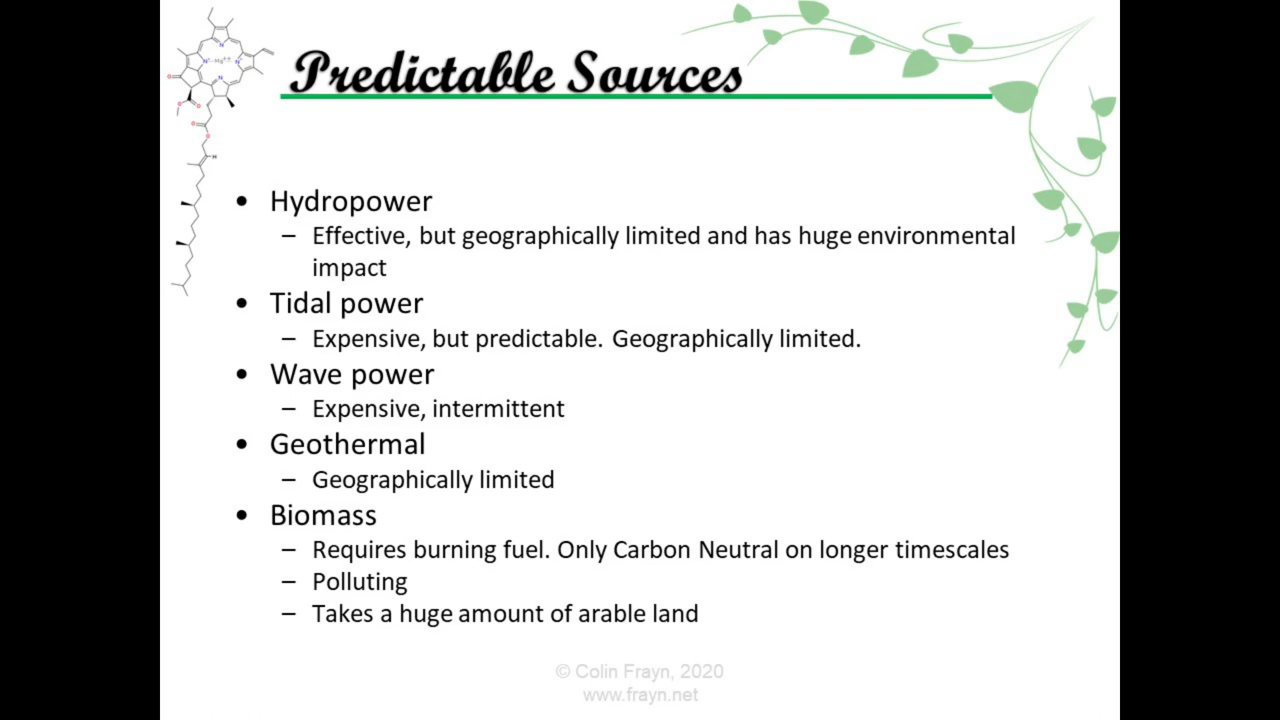 Predictable Sources
• Hydropower
– Effective, but geographically limited and has huge environmental
impact
• Tidal power
– Expensive, but predictable. Geographically limited.
• Wave power
– Expensive, intermittent
• Geothermal
– Geographically limited
• Biomass
– Requires burning fuel. Only Carbon Neutral on longer timescales
– Polluting
– Takes a huge amount of arable land
© Colin Frayn, 2020
www.frayn.net